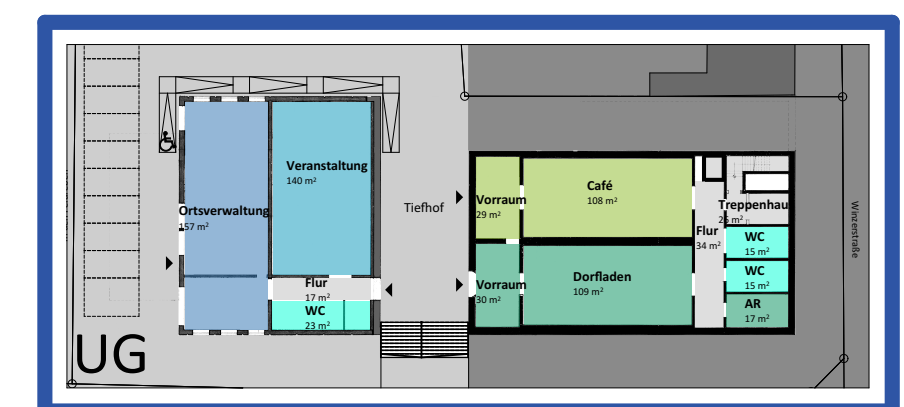 Veranstaltung
140 m²
Ortsverwaltung
157 m²
Flur
17 m²
WC
23 m²
Tiefhof
Vorraum
29 m²
Café
108 m²
Treppenhau
25 m²
Flur
34 m²
WC
15 m²
Vorraum
30 m²
Dorfladen
109 m²
WC
15 m²
AR
17 m²
Winzerstraße
UG